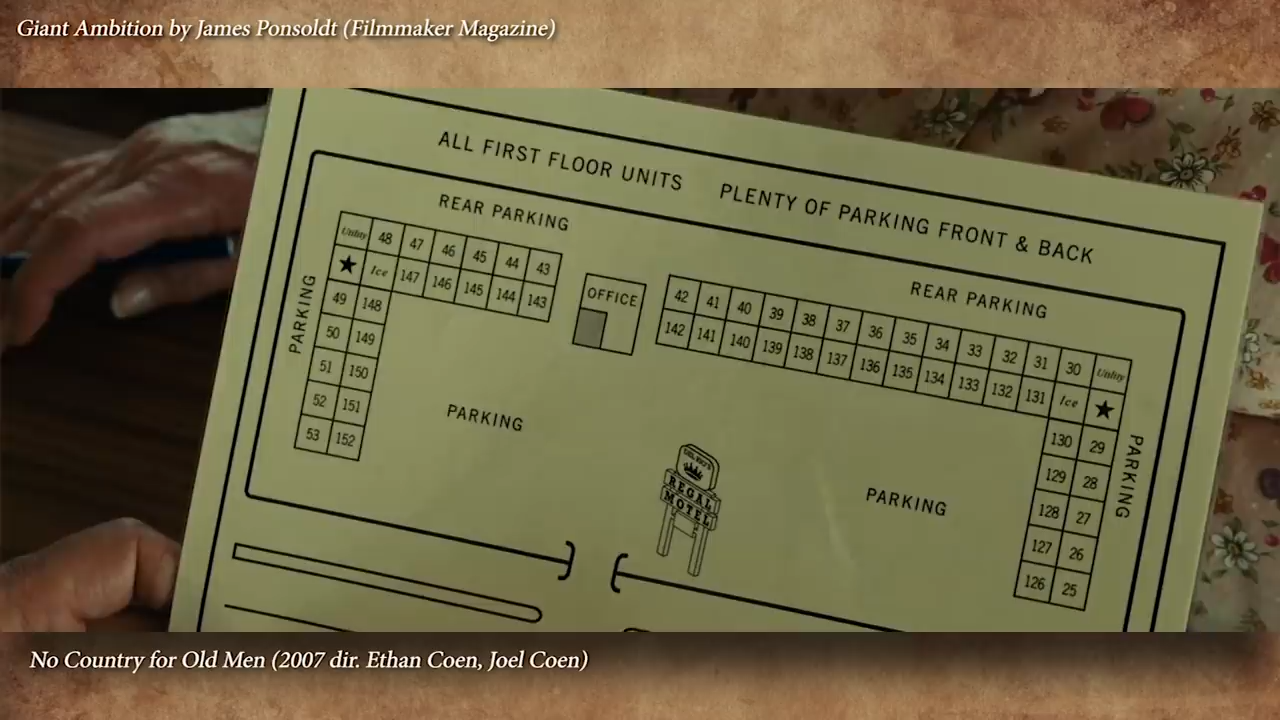 Giant Ambition by James Ponsoldt (Filmmaker Magazine)
ALL FIRST FLOOR UNITS PLENTY OF PARKING FRONT & BACK
REAR PARKING
Utility 48 47 46 45 44 43
★ Ice 147 146 145 144 143
49 148
50 149
51 150
52 151
53 152
PARKING
PARKING
OFFICE
REAR PARKING
42 41 40 39 38 37 36 35 34 33 32 31 30 Utility
142 141 140 139 138 137 136 135 134 133 132 131 Ice ★
130 29
129 28
128 27
127 26
126 25
PARKING
PARKING
DEL RIO'S
REGAL
MOTEL
No Country for Old Men (2007 dir. Ethan Coen, Joel Coen)